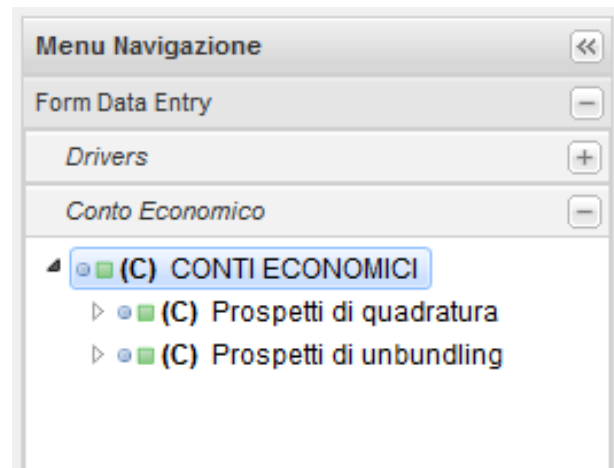 Menu Navigazione
Form Data Entry
Drivers
Conto Economico
(C) CONTI ECONOMICI
(C) Prospetti di quadratura
(C) Prospetti di unbundling